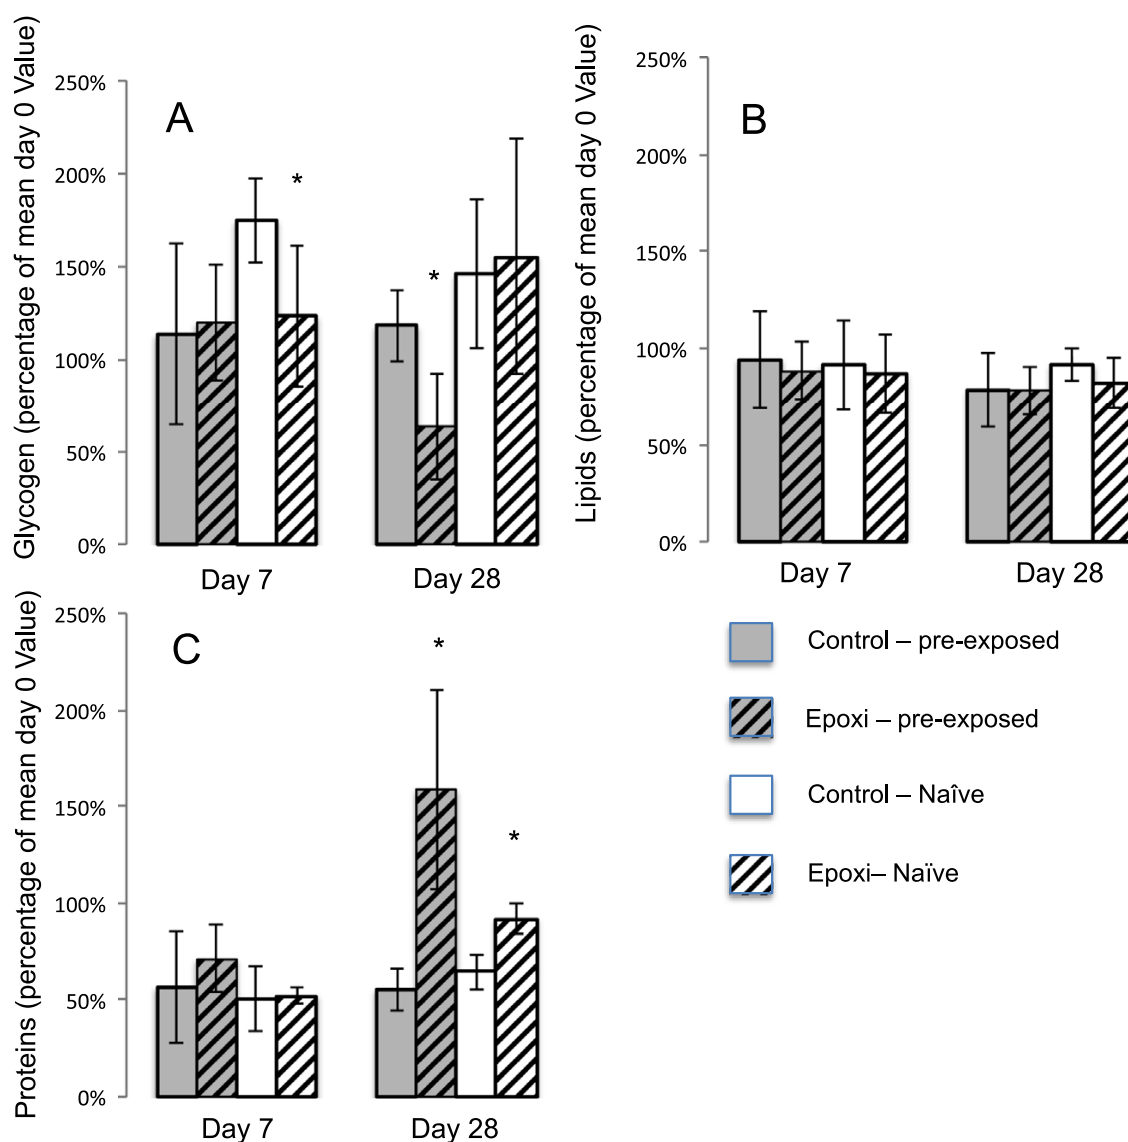 Glycogen (percentage of mean day 0 Value)
250%
200%
150%
100%
50%
0%
A
*
*
Day 7
Day 28
Lipids (percentage of mean day 0 Value)
250%
200%
150%
100%
50%
0%
B
Day 7
Day 28
Proteins (percentage of mean day 0 Value)
250%
200%
150%
100%
50%
0%
C
*
*
Day 7
Day 28
Control – pre-exposed
Epoxi – pre-exposed
Control – Naîve
Epoxi– Naïve